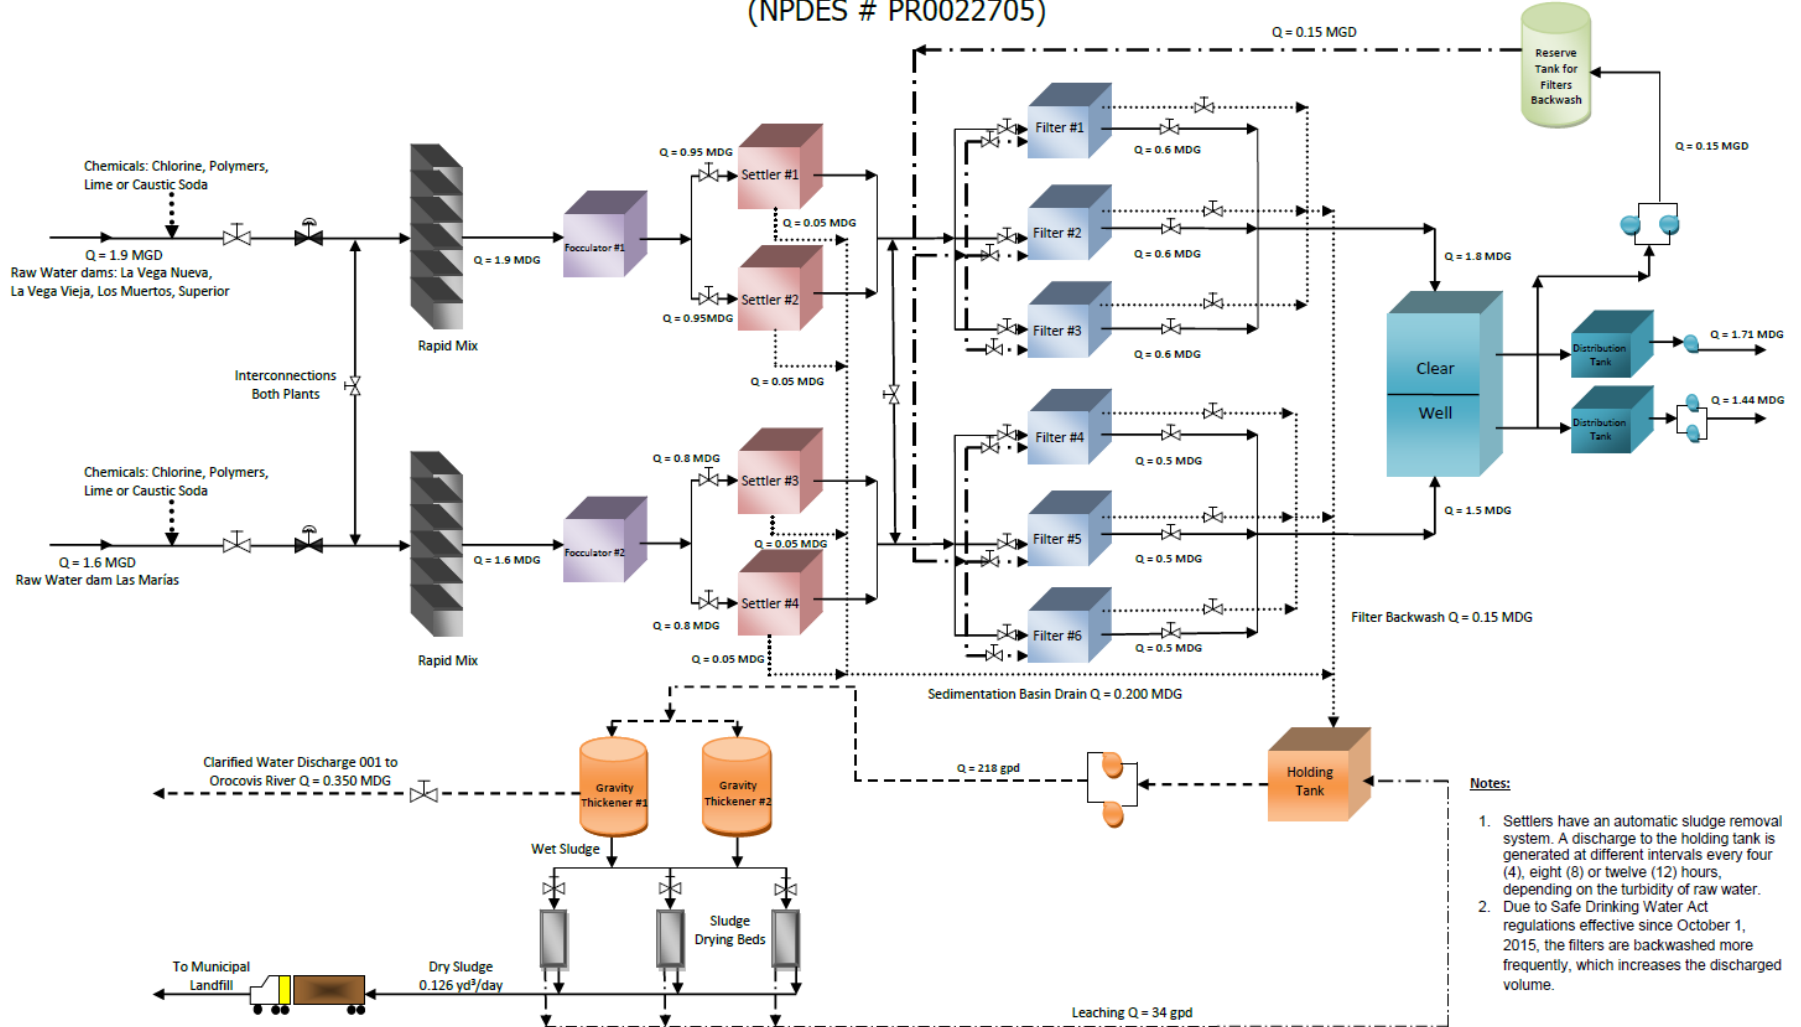 (NPDES # PR0022705)
Q = 0.15 MGD
Reserve
Tank for
Filters
Backwash
Q = 0.15 MGD
Chemicals: Chlorine, Polymers,
Lime or Caustic Soda
Q = 1.9 MGD
Raw Water dams: La Vega Nueva,
La Vega Vieja, Los Muertos, Superior
Rapid Mix
Q = 1.9 MDG
Focculator #1
Q = 0.95 MDG
Settler #1
Q = 0.05 MDG
Settler #2
Q = 0.95MDG
Q = 0.05 MDG
Filter #1
Q = 0.6 MDG
Filter #2
Q = 0.6 MDG
Filter #3
Q = 0.6 MDG
Q = 1.8 MDG
Clear
Well
Distribution
Tank
Q = 1.71 MDG
Distribution
Tank
Q = 1.44 MDG
Interconnections
Both Plants
Chemicals: Chlorine, Polymers,
Lime or Caustic Soda
Q = 1.6 MGD
Raw Water dam Las Marías
Rapid Mix
Q = 1.6 MDG
Focculator #2
Q = 0.8 MDG
Settler #3
Q = 0.05 MDG
Settler #4
Q = 0.8 MDG
Q = 0.05 MDG
Filter #4
Q = 0.5 MDG
Filter #5
Q = 0.5 MDG
Filter #6
Q = 0.5 MDG
Q = 1.5 MDG
Filter Backwash Q = 0.15 MDG
Sedimentation Basin Drain Q = 0.200 MDG
Clarified Water Discharge 001 to
Orocovis River Q = 0.350 MDG
Gravity
Thickener #1
Gravity
Thickener #2
Q = 218 gpd
Holding
Tank
Wet Sludge
Sludge
Drying Beds
To Municipal
Landfill
Dry Sludge
0.126 yd³/day
Leaching Q = 34 gpd
Notes:
1. Settlers have an automatic sludge removal
system. A discharge to the holding tank is
generated at different intervals every four
(4), eight (8) or twelve (12) hours,
depending on the turbidity of raw water.
2. Due to Safe Drinking Water Act
regulations effective since October 1,
2015, the filters are backwashed more
frequently, which increases the discharged
volume.